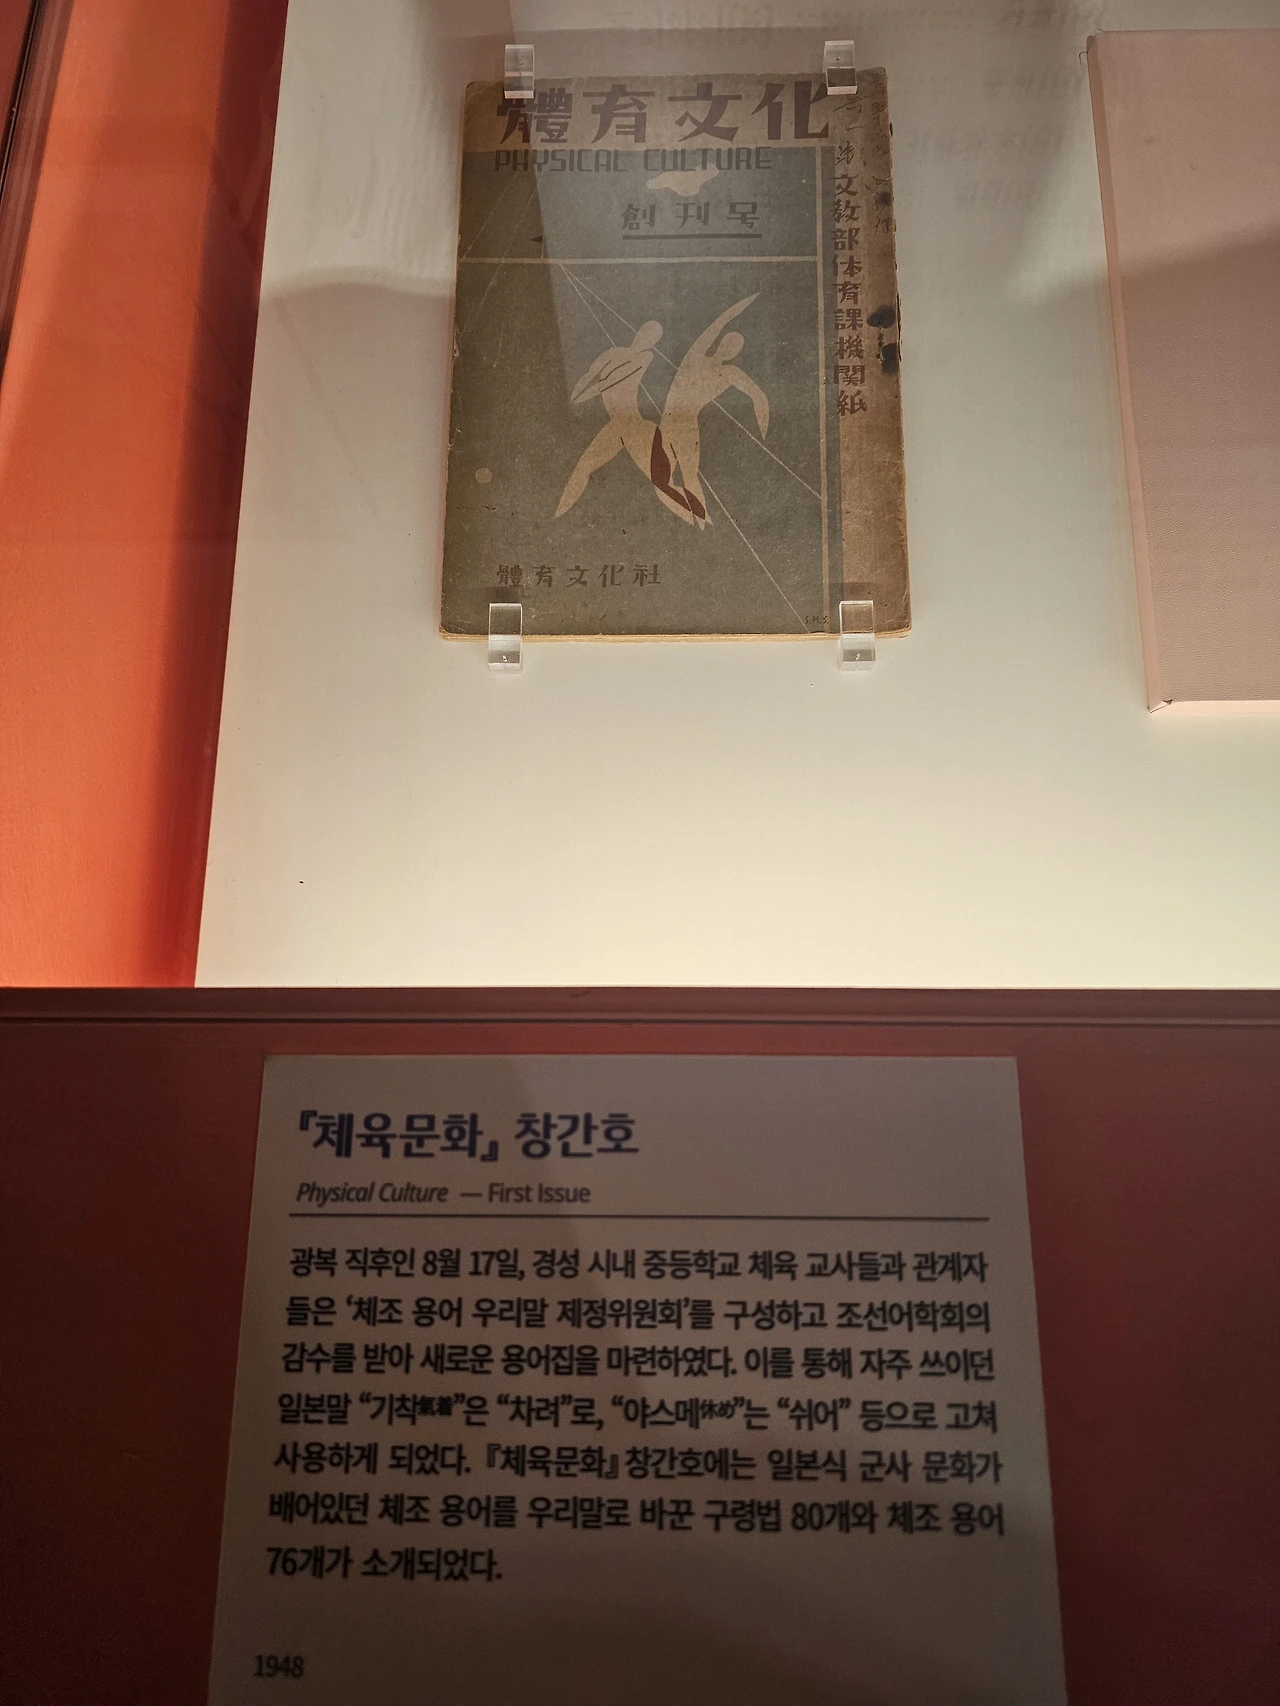 體育文化
PHYSICAL CULTURE
創刊号
文敎部体育課機関紙
體育文化社
S.H.S.
『체육문화』 창간호
Physical Culture — First Issue
광복 직후인 8월 17일, 경성 시내 중등학교 체육 교사들과 관계자
들은 ‘체조 용어 우리말 제정위원회’를 구성하고 조선어학회의
감수를 받아 새로운 용어집을 마련하였다. 이를 통해 자주 쓰이던
일본말 “기착氣着”은 “차려”로, “야스메休め”는 “쉬어” 등으로 고쳐
사용하게 되었다. 『체육문화』 창간호에는 일본식 군사 문화가
배어있던 체조 용어를 우리말로 바꾼 구령법 80개와 체조 용어
76개가 소개되었다.
1948